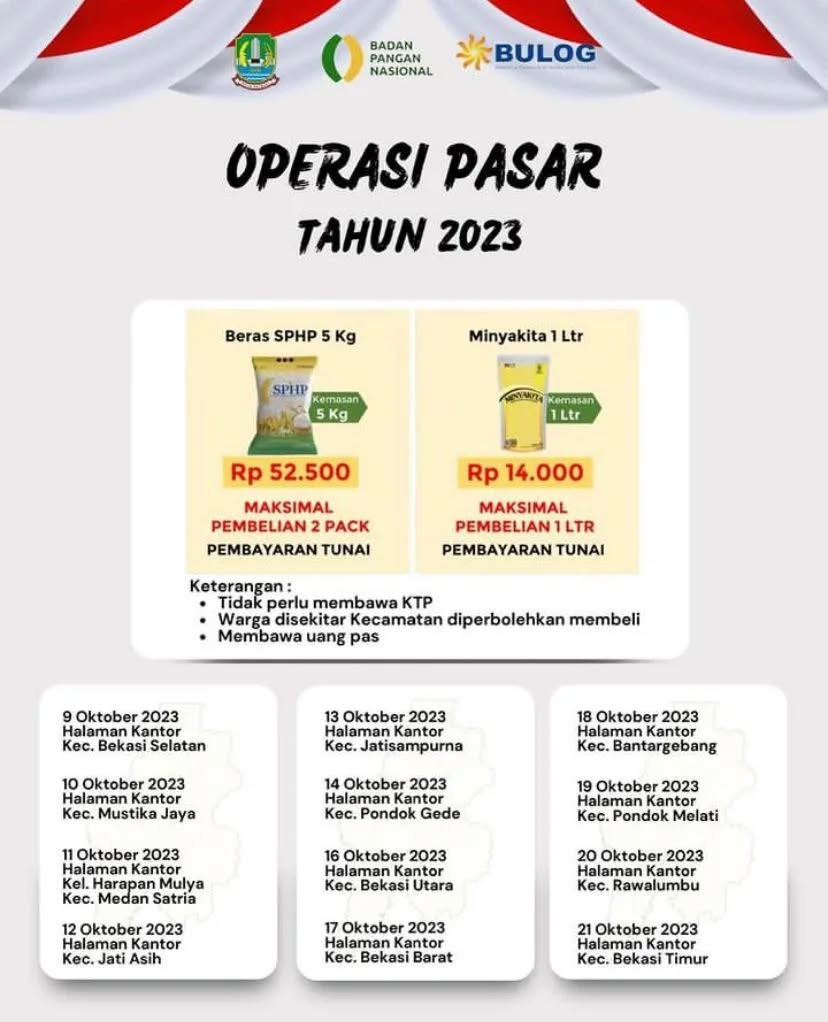 BADAN
PANGAN
NASIONAL
BULOG
OPERASI PASAR
TAHUN 2023
Beras SPHP 5 Kg
SPHP
Kemasan
5 Kg
Rp 52.500
MAKSIMAL
PEMBELIAN 2 PACK
PEMBAYARAN TUNAI
Minyakita 1 Ltr
MINYAKITA
Kemasan
1 Ltr
Rp 14.000
MAKSIMAL
PEMBELIAN 1 LTR
PEMBAYARAN TUNAI
Keterangan :
• Tidak perlu membawa KTP
• Warga disekitar Kecamatan diperbolehkan membeli
• Membawa uang pas
9 Oktober 2023
Halaman Kantor
Kec. Bekasi Selatan
10 Oktober 2023
Halaman Kantor
Kec. Mustika Jaya
11 Oktober 2023
Halaman Kantor
Kel. Harapan Mulya
Kec. Medan Satria
12 Oktober 2023
Halaman Kantor
Kec. Jati Asih
13 Oktober 2023
Halaman Kantor
Kec. Jatisampurna
14 Oktober 2023
Halaman Kantor
Kec. Pondok Gede
16 Oktober 2023
Halaman Kantor
Kec. Bekasi Utara
17 Oktober 2023
Halaman Kantor
Kec. Bekasi Barat
18 Oktober 2023
Halaman Kantor
Kec. Bantargebang
19 Oktober 2023
Halaman Kantor
Kec. Pondok Melati
20 Oktober 2023
Halaman Kantor
Kec. Rawalumbu
21 Oktober 2023
Halaman Kantor
Kec. Bekasi Timur